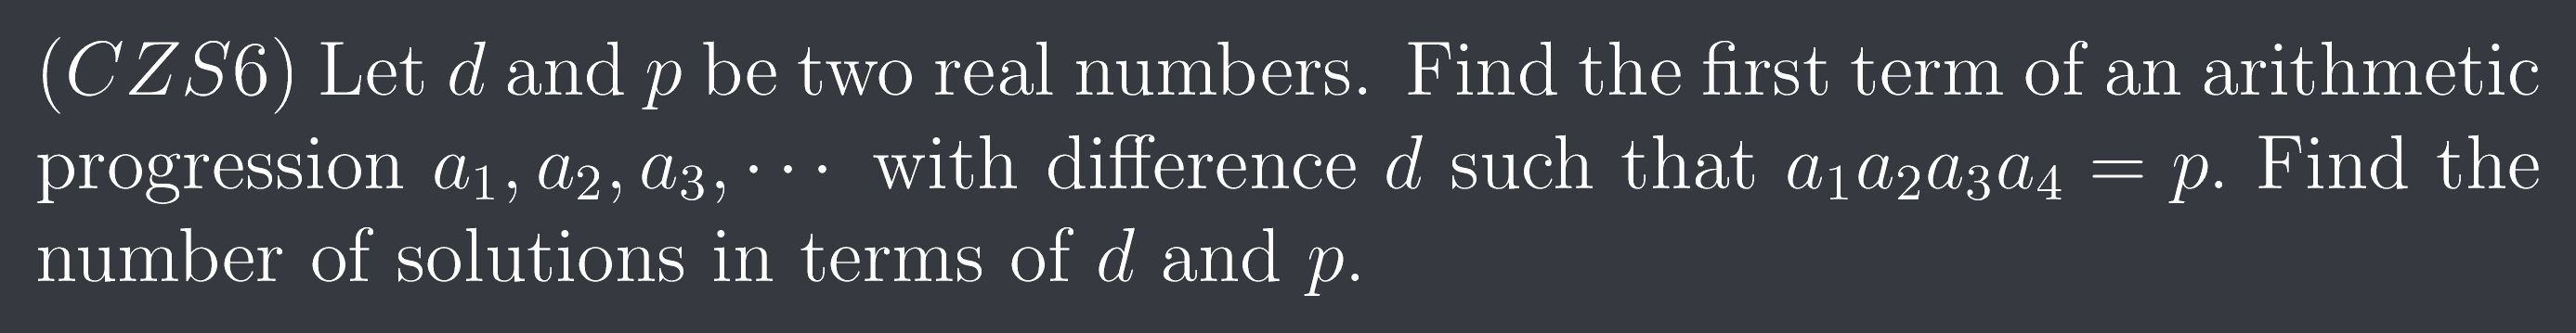 (CZS6) Let d and p be two real numbers. Find the first term of an arithmetic
progression a₁, a₂, a₃, ⋯ with difference d such that a₁a₂a₃a₄ = p. Find the
number of solutions in terms of d and p.